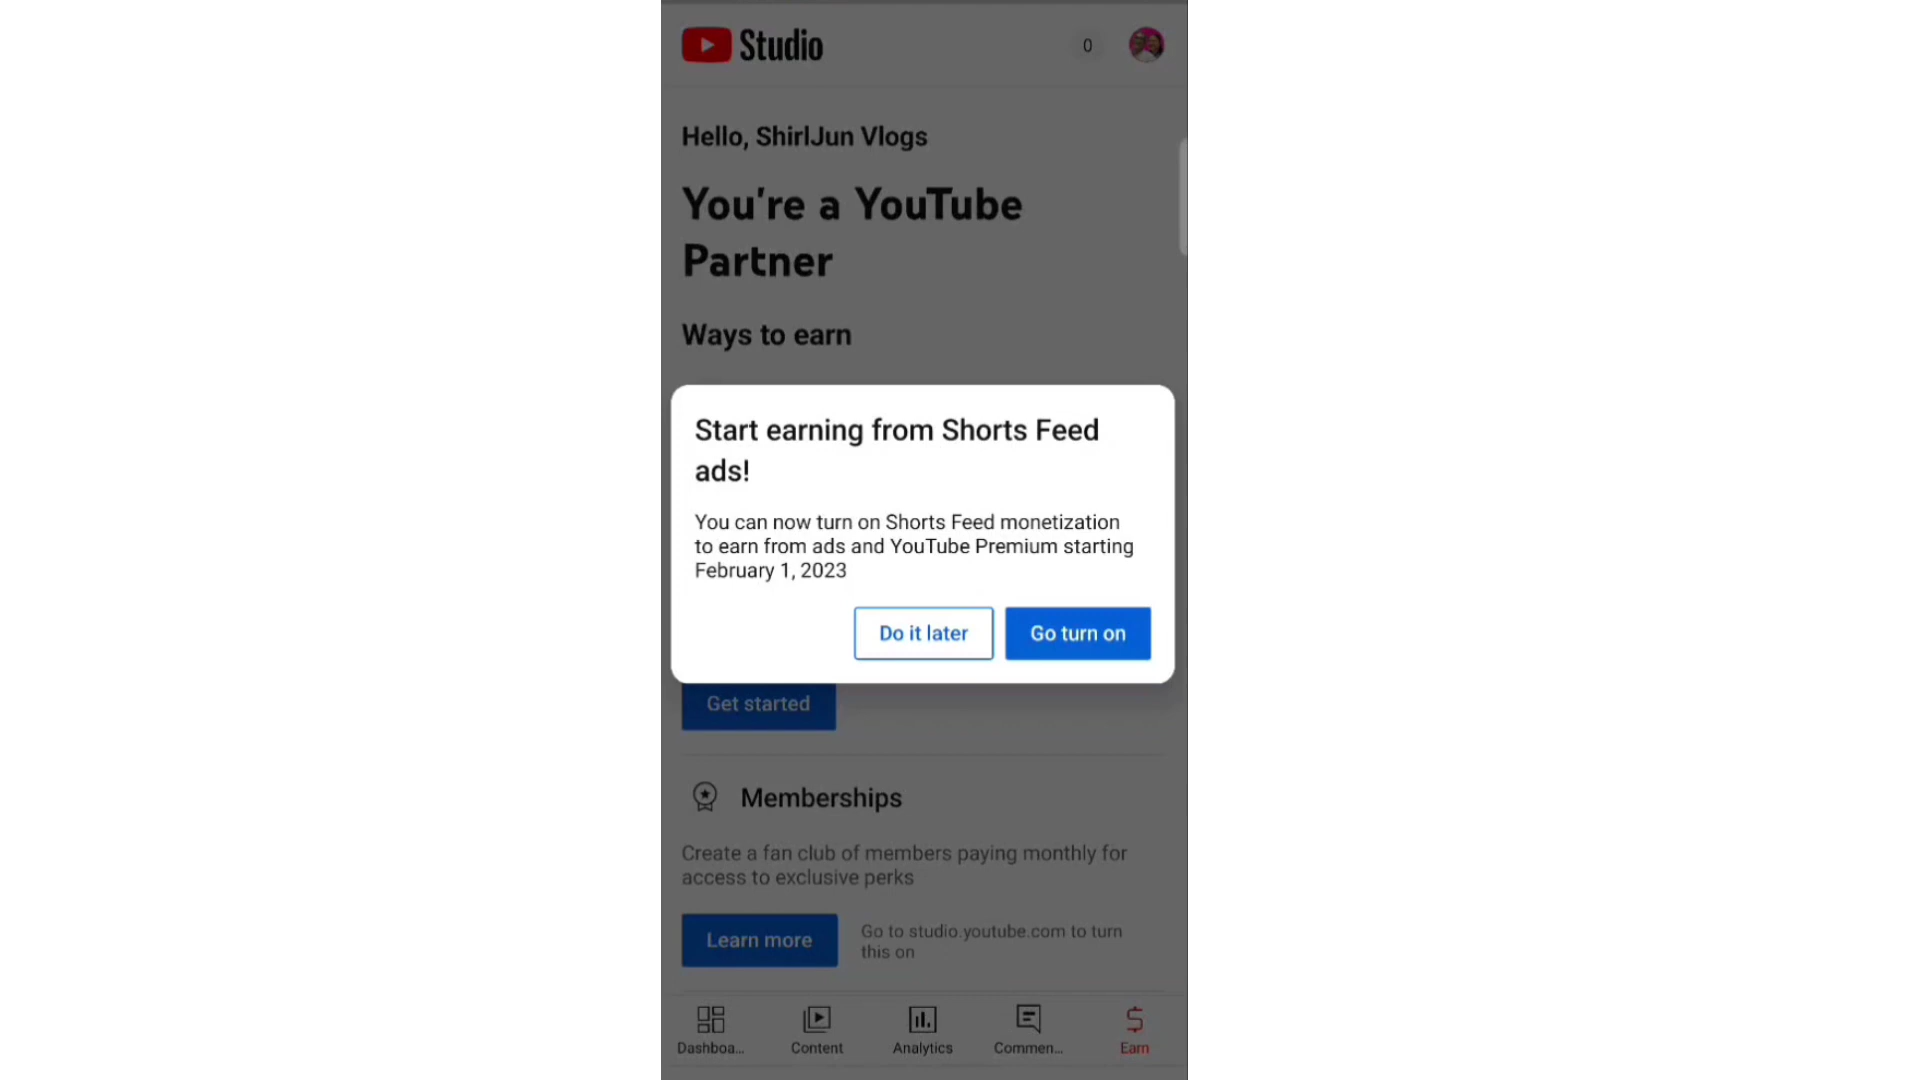 Studio
0
Hello, ShirlJun Vlogs
You're a YouTube
Partner
Ways to earn
Start earning from Shorts Feed
ads!
You can now turn on Shorts Feed monetization
to earn from ads and YouTube Premium starting
February 1, 2023
Do it later
Go turn on
Get started
Memberships
Create a fan club of members paying monthly for
access to exclusive perks
Learn more
Go to studio.youtube.com to turn
this on
Dashboa...
Content
Analytics
Commen...
Earn